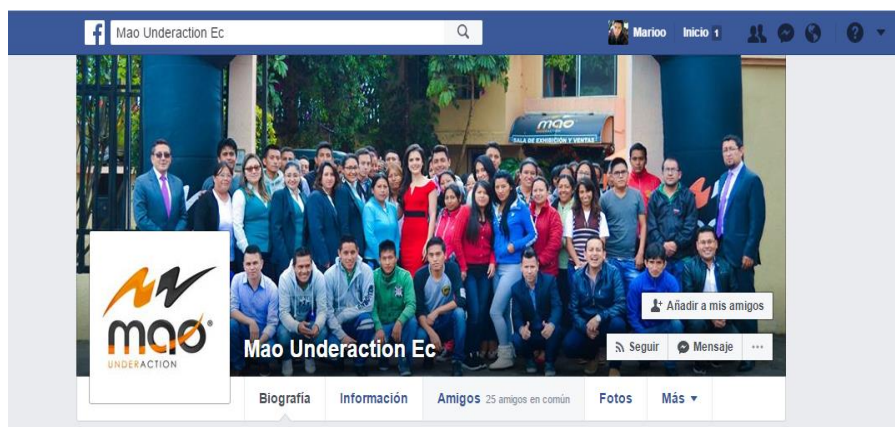 Mao Underaction Ec
Marioo Inicio 1
mao
SALA DE EXHIBICIÓN Y VENTAS
Añadir a mis amigos
mao®
UNDERACTION
Mao Underaction Ec
Seguir Mensaje ...
Biografía Información Amigos 25 amigos en común Fotos Más